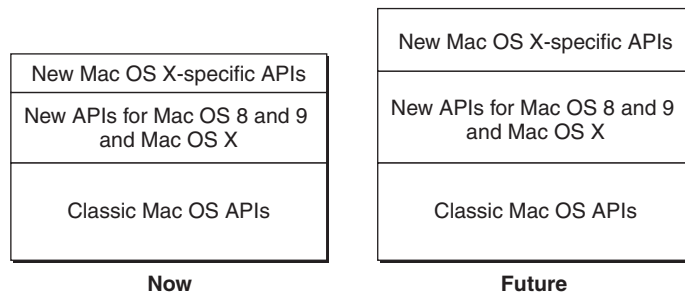 New Mac OS X-specific APIs
New APIs for Mac OS 8 and 9
and Mac OS X
Classic Mac OS APIs
Now
New Mac OS X-specific APIs
New APIs for Mac OS 8 and 9
and Mac OS X
Classic Mac OS APIs
Future